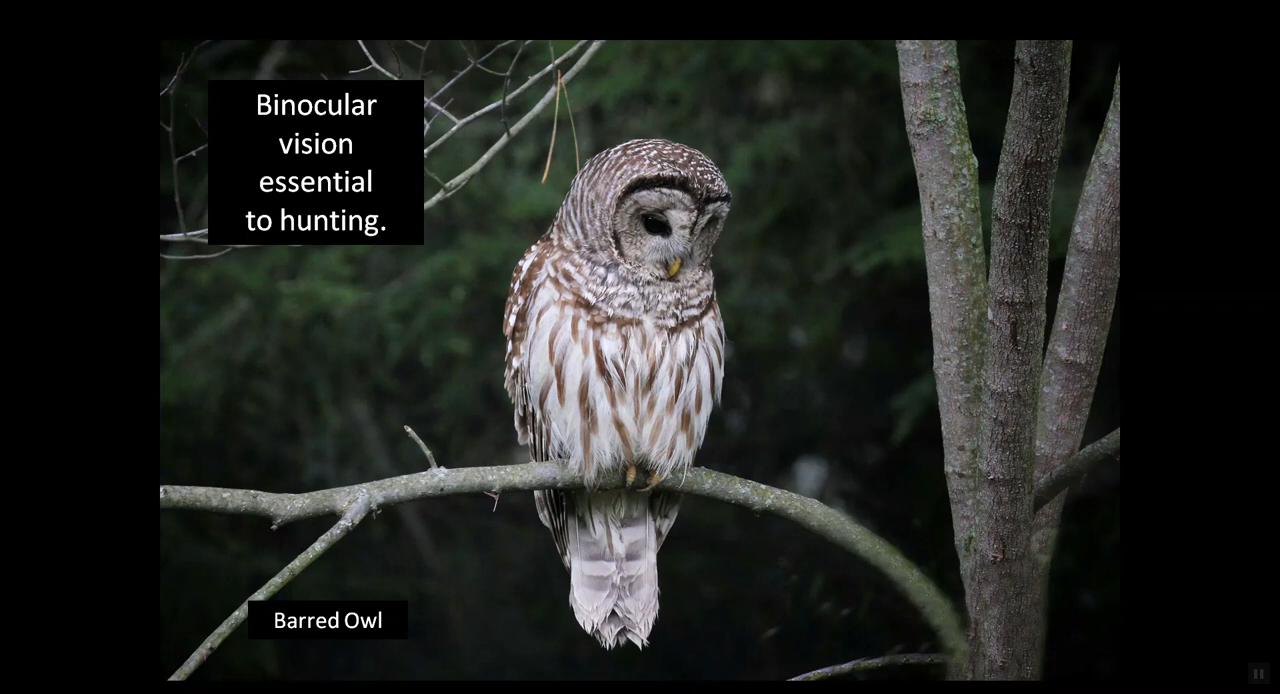 Binocular
vision
essential
to hunting.
Barred Owl